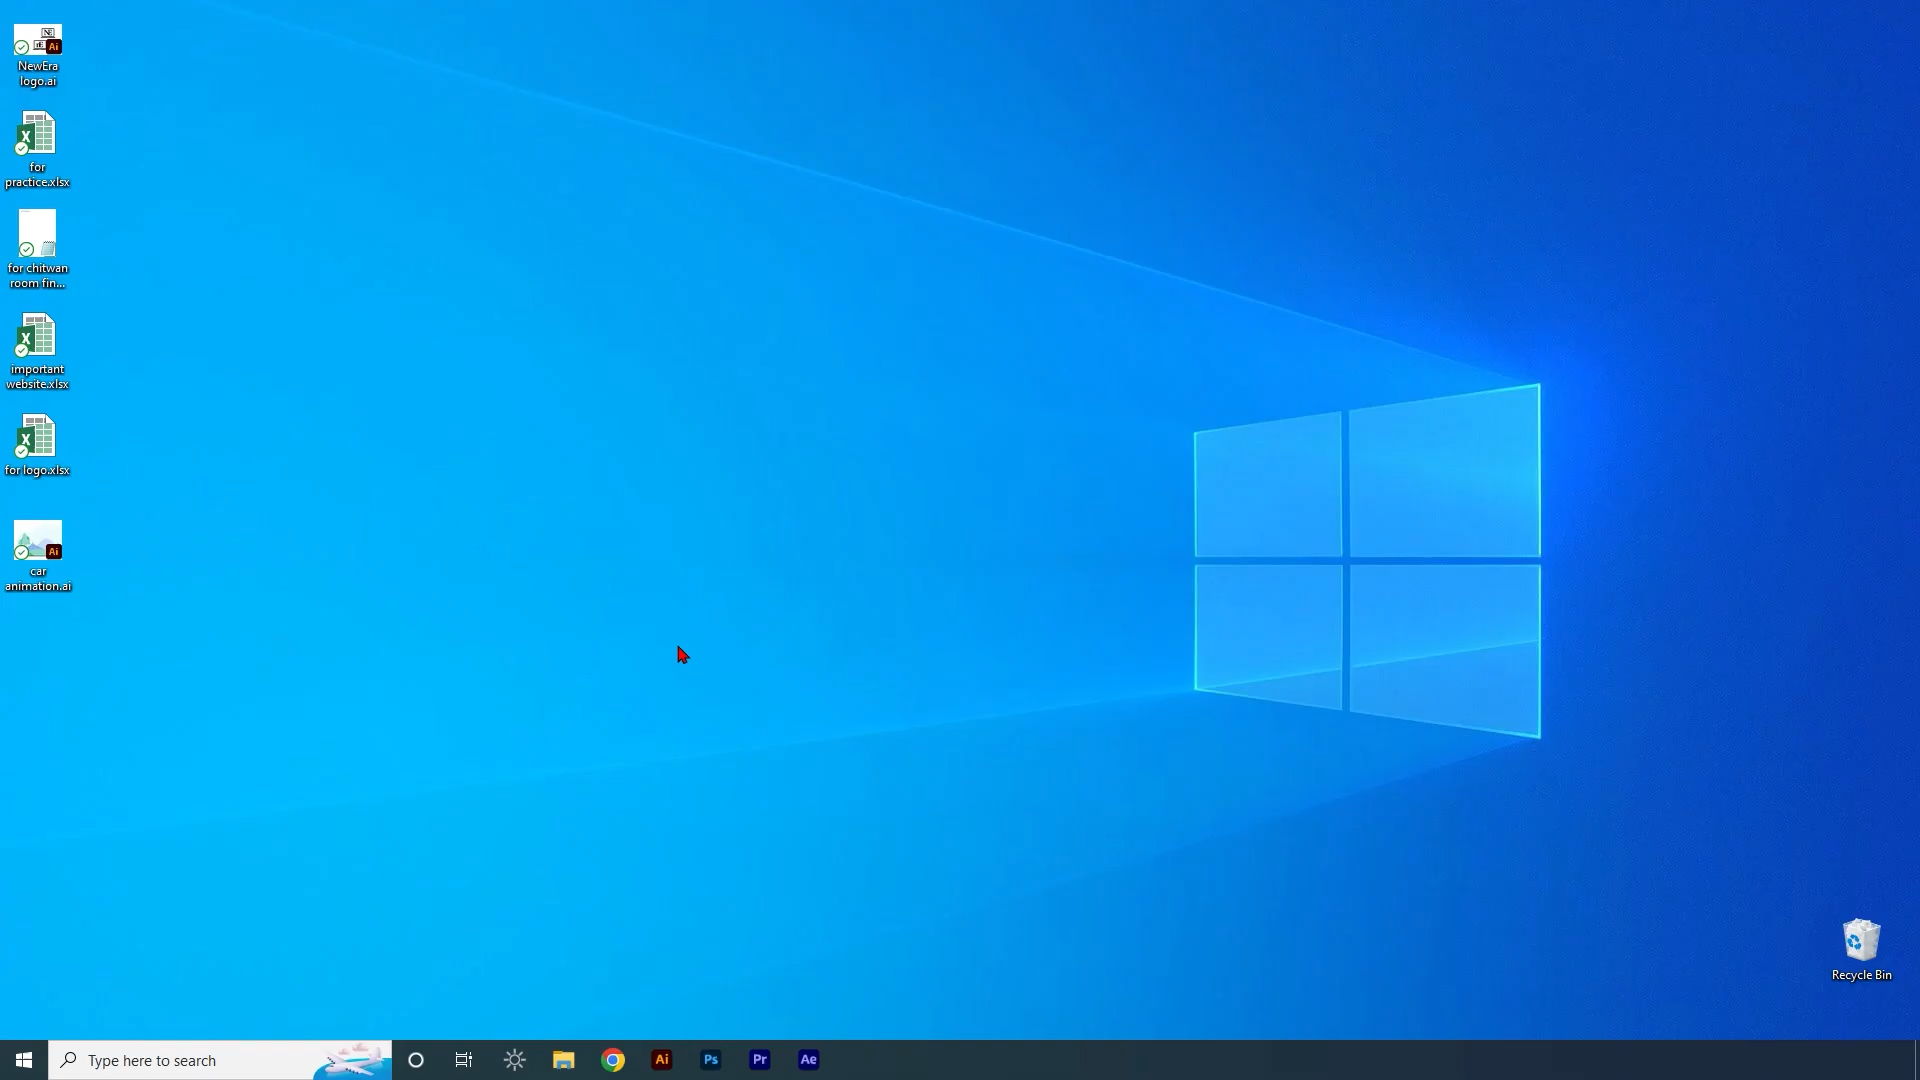 NewEra
logo.ai
for
practice.xlsx
for chitwan
room fin...
important
website.xlsx
for logo.xlsx
car
animation.ai
Recycle Bin
Type here to search
Ai
Ps
Pr
Ae